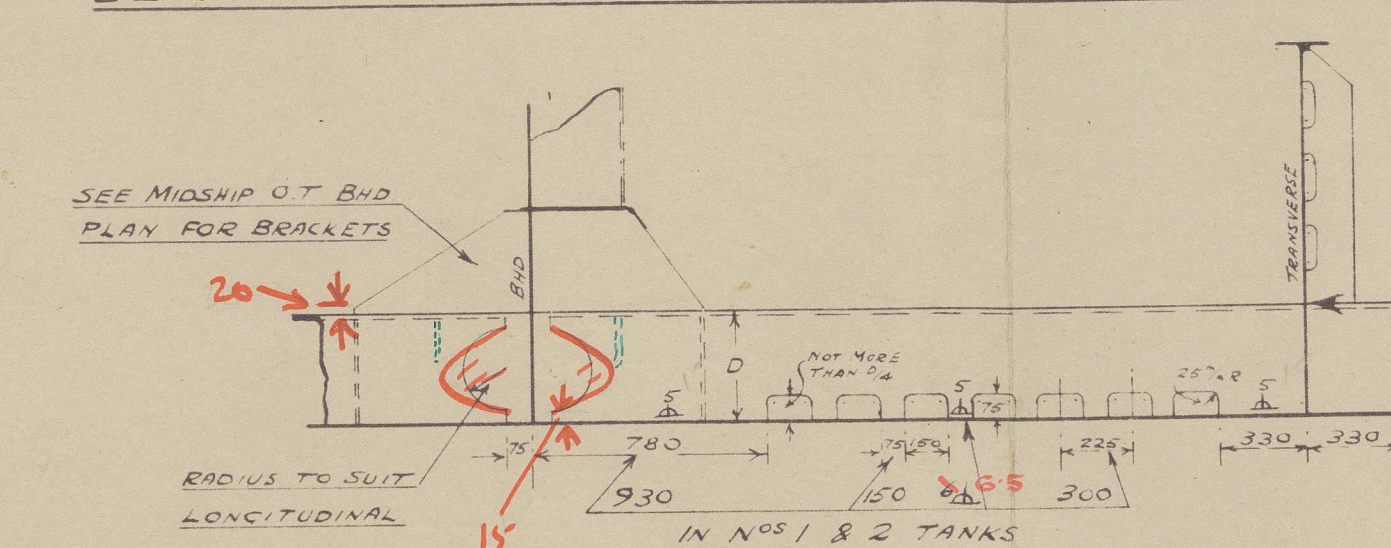 SEE MIDSHIP O.T BHD
PLAN FOR BRACKETS
BHD
TRANSVERSE
20
D
NOT MORE
THAN D/4
5
5
75
25 m/m R
5
75
780
75
150
225
330
330
RADIUS TO SUIT
LONGITUDINAL
15
930
150
6
6.5
300
IN NOS 1 & 2 TANKS